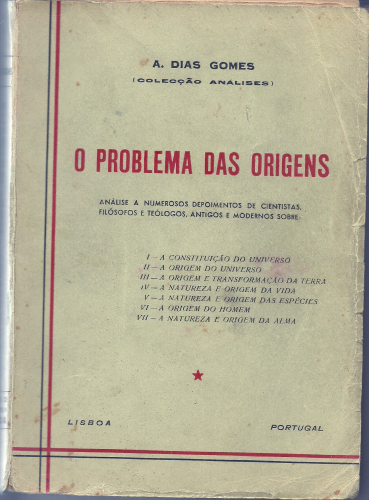 A. DIAS GOMES
(COLECÇÃO ANÁLISES)
O PROBLEMA DAS ORIGENS
ANÁLISE A NUMEROSOS DEPOIMENTOS DE CIENTISTAS,
FILÓSOFOS E TEÓLOGOS, ANTIGOS E MODERNOS SOBRE:
I — A CONSTITUIÇÃO DO UNIVERSO
II — A ORIGEM DO UNIVERSO
III — A ORIGEM E TRANSFORMAÇÃO DA TERRA
IV — A NATUREZA E ORIGEM DA VIDA
V — A NATUREZA E ORIGEM DAS ESPÉCIES
VI — A ORIGEM DO HOMEM
VII — A NATUREZA E ORIGEM DA ALMA
LISBOA
PORTUGAL